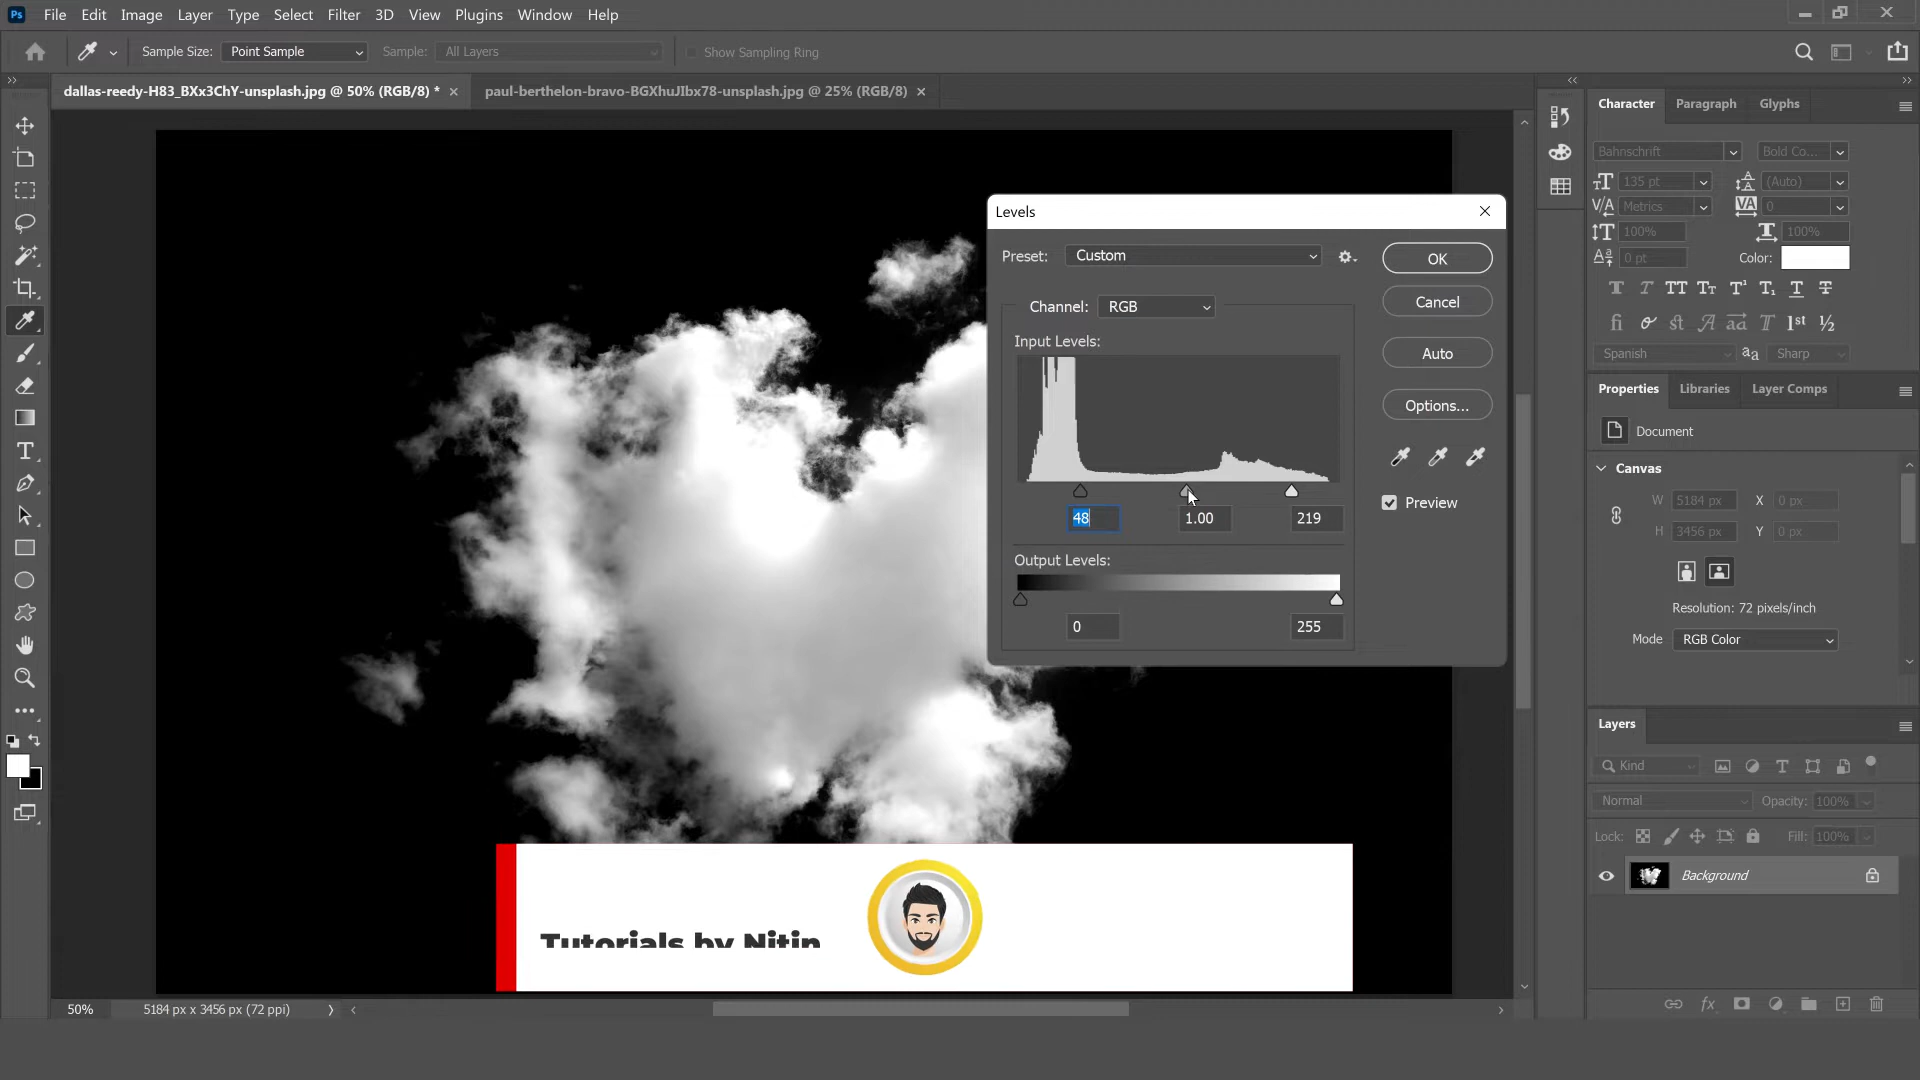 Ps File Edit Image Layer Type Select Filter 3D View Plugins Window Help
Sample Size: Point Sample Sample: All Layers Show Sampling Ring
dallas-reedy-H83_BXx3ChY-unsplash.jpg @ 50% (RGB/8) * paul-berthelon-bravo-BGXhuJIbx78-unsplash.jpg @ 25% (RGB/8)
Character Paragraph Glyphs
Bahnschrift Bold Co...
135 pt (Auto)
Metrics 0
100% 100%
0 pt Color:
Spanish Sharp
Levels
Preset: Custom OK
Channel: RGB Cancel
Input Levels:
Auto
Options...
Preview
48 1.00 219
Output Levels:
0 255
Properties Libraries Layer Comps
Document
Canvas
W 5184 px X 0 px
H 3456 px Y 0 px
Resolution: 72 pixels/inch
Mode RGB Color
Layers
Kind
Normal Opacity: 100%
Lock: Fill: 100%
Background
Tutorials by Nitin
50% 5184 px x 3456 px (72 ppi)